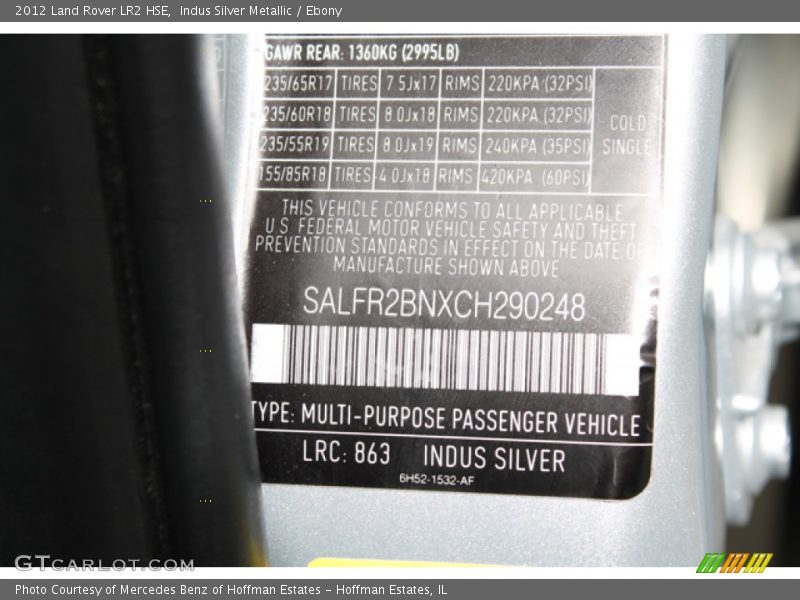 2012 Land Rover LR2 HSE,  Indus Silver Metallic / Ebony
GAWR REAR: 1360KG (2995LB)
235/65R17 TIRES 7.5Jx17 RIMS 220KPA (32PSI)
235/60R18 TIRES 8.0Jx18 RIMS 220KPA (32PSI)
235/55R19 TIRES 8.0Jx19 RIMS 240KPA (35PSI)
155/85R18 TIRES 4.0Jx18 RIMS 420KPA (60PSI)
COLD
SINGLE
THIS VEHICLE CONFORMS TO ALL APPLICABLE
U.S. FEDERAL MOTOR VEHICLE SAFETY AND THEFT
PREVENTION STANDARDS IN EFFECT ON THE DATE OF
MANUFACTURE SHOWN ABOVE
SALFR2BNXCH290248
TYPE: MULTI-PURPOSE PASSENGER VEHICLE
LRC: 863 INDUS SILVER
6H52-1532-AF
GTCARLOT.COM
Photo Courtesy of Mercedes Benz of Hoffman Estates - Hoffman Estates, IL